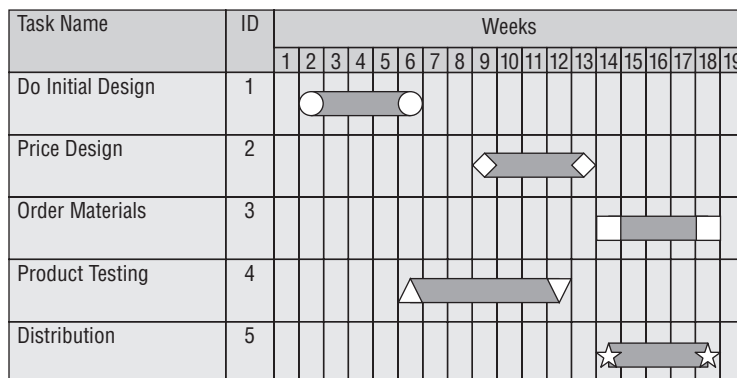 Task Name ID Weeks
1 2 3 4 5 6 7 8 9 10 11 12 13 14 15 16 17 18 19
Do Initial Design 1
Price Design 2
Order Materials 3
Product Testing 4
Distribution 5